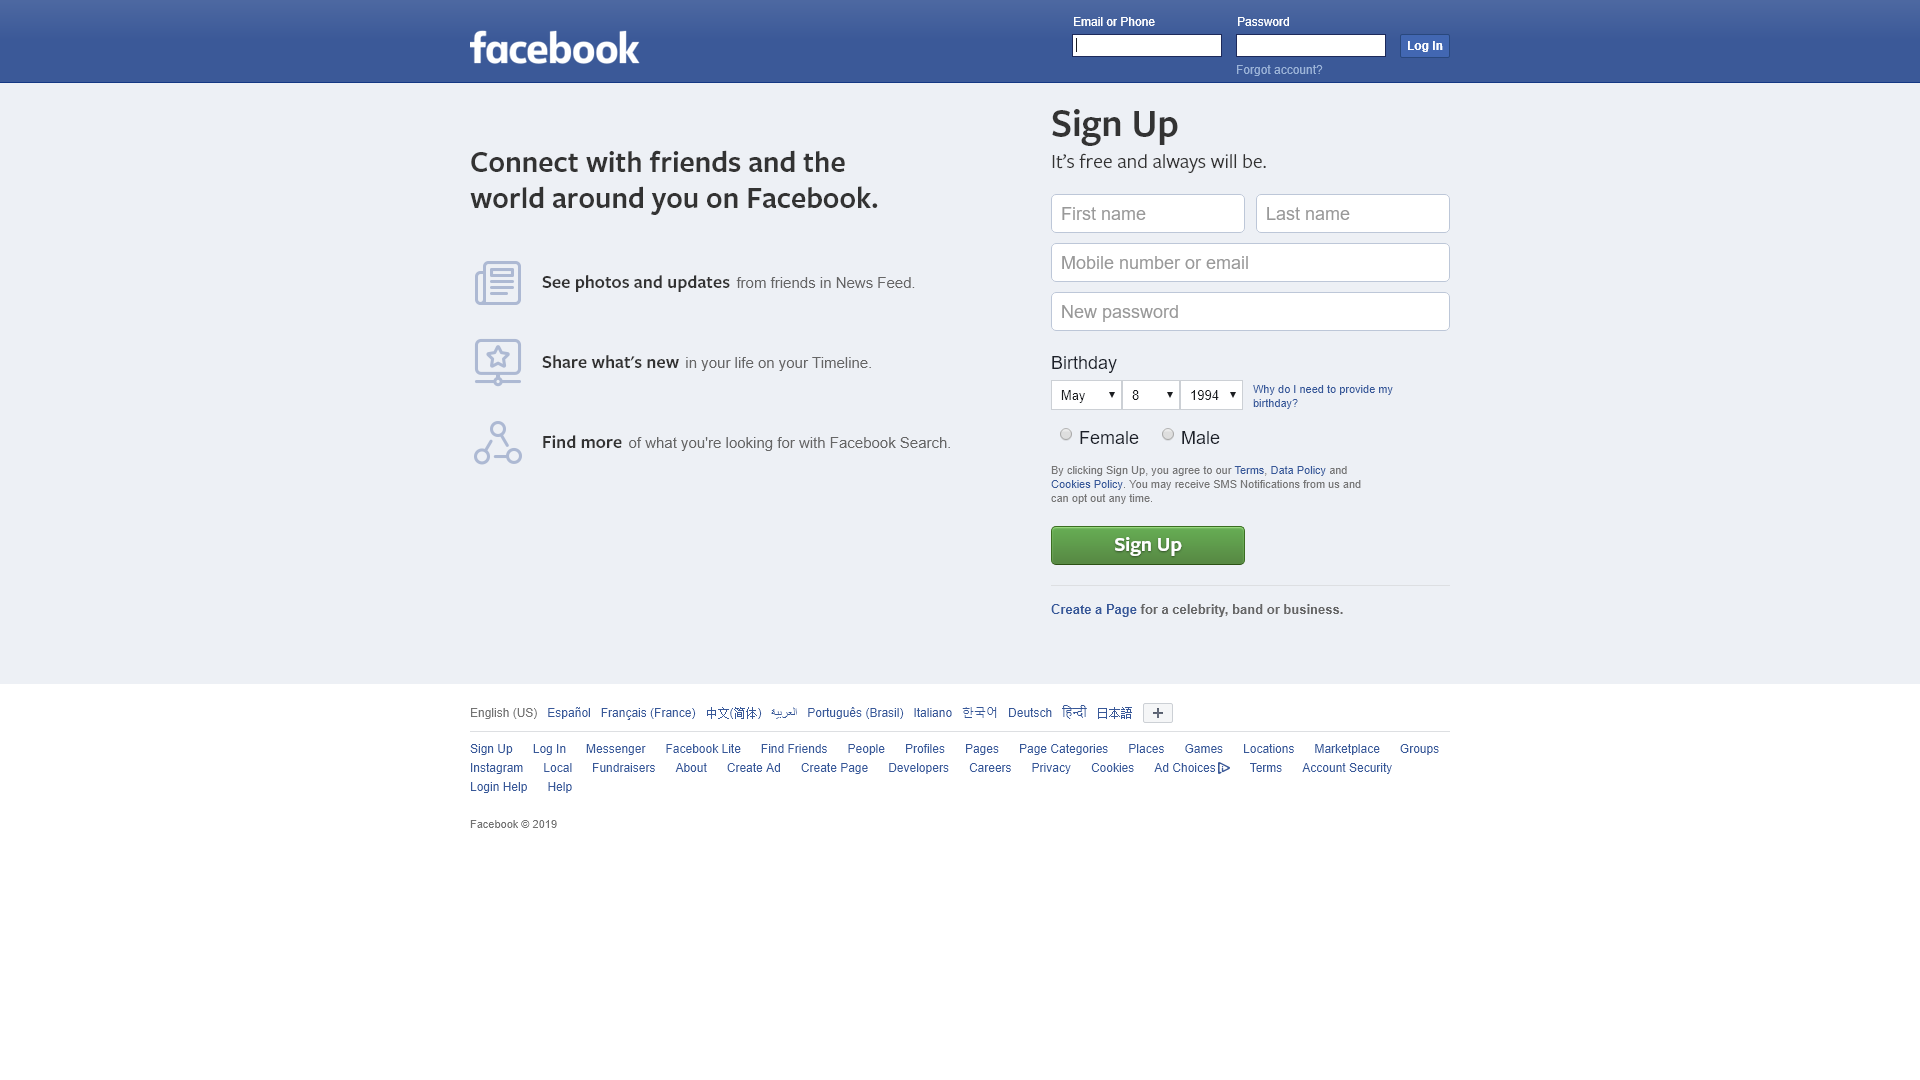 facebook
Email or Phone
Password
Log In
Forgot account?
Connect with friends and the
world around you on Facebook.
See photos and updates from friends in News Feed.
Share what's new in your life on your Timeline.
Find more of what you're looking for with Facebook Search.
Sign Up
It's free and always will be.
First name
Last name
Mobile number or email
New password
Birthday
May 8 1994
Why do I need to provide my
birthday?
Female Male
By clicking Sign Up, you agree to our Terms, Data Policy and
Cookies Policy. You may receive SMS Notifications from us and
can opt out any time.
Sign Up
Create a Page for a celebrity, band or business.
English (US) Español Français (France) 中文(简体) العربية Português (Brasil) Italiano 한국어 Deutsch हिन्दी 日本語 +
Sign Up Log In Messenger Facebook Lite Find Friends People Profiles Pages Page Categories Places Games Locations Marketplace Groups
Instagram Local Fundraisers About Create Ad Create Page Developers Careers Privacy Cookies Ad Choices Terms Account Security
Login Help Help
Facebook © 2019